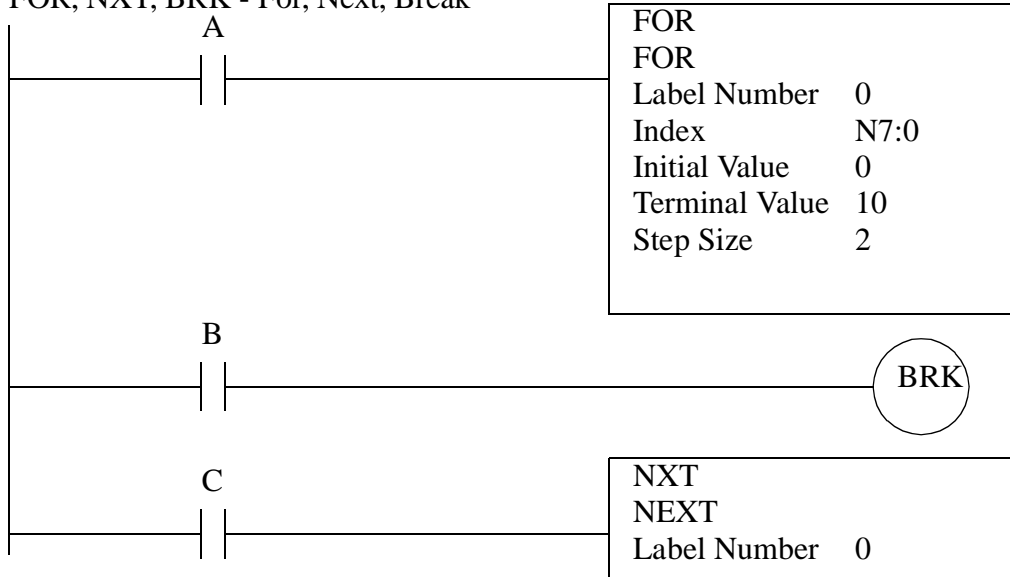 FOR, NXT, BRK - For, Next, Break
A
FOR
FOR
Label Number 0
Index N7:0
Initial Value 0
Terminal Value 10
Step Size 2
B
BRK
C
NXT
NEXT
Label Number 0